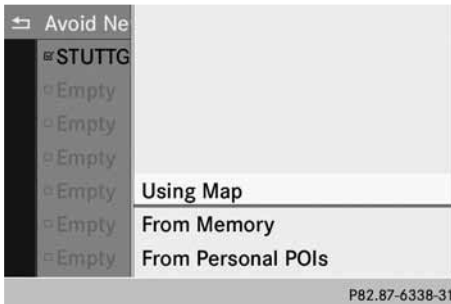 Avoid Ne
STUTTG
Empty
Empty
Empty
Empty
Using Map
Empty
From Memory
Empty
From Personal POIs
P82.87-6338-31